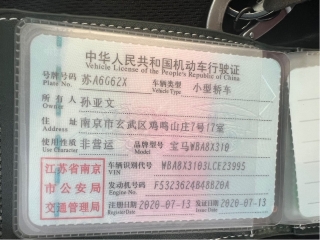 中华人民共和国机动车行驶证
Vehicle License of the People's Republic of China
号牌号码 苏A6G62X 车辆类型 小型轿车
Plate No. Vehicle Type
所有人 孙亚文
Owner
住址 南京市玄武区鸡鸣山庄7号17室
Address
使用性质 非营运 品牌型号 宝马WBA8X310
Use Character Model
江苏省南京市公安局交通管理局
车辆识别代号 WBA8X3103LCE23995
VIN
发动机号码 F5323624B48B20A
Engine No.
注册日期 2020-07-13 发证日期 2020-07-13
Register Date Issue Date